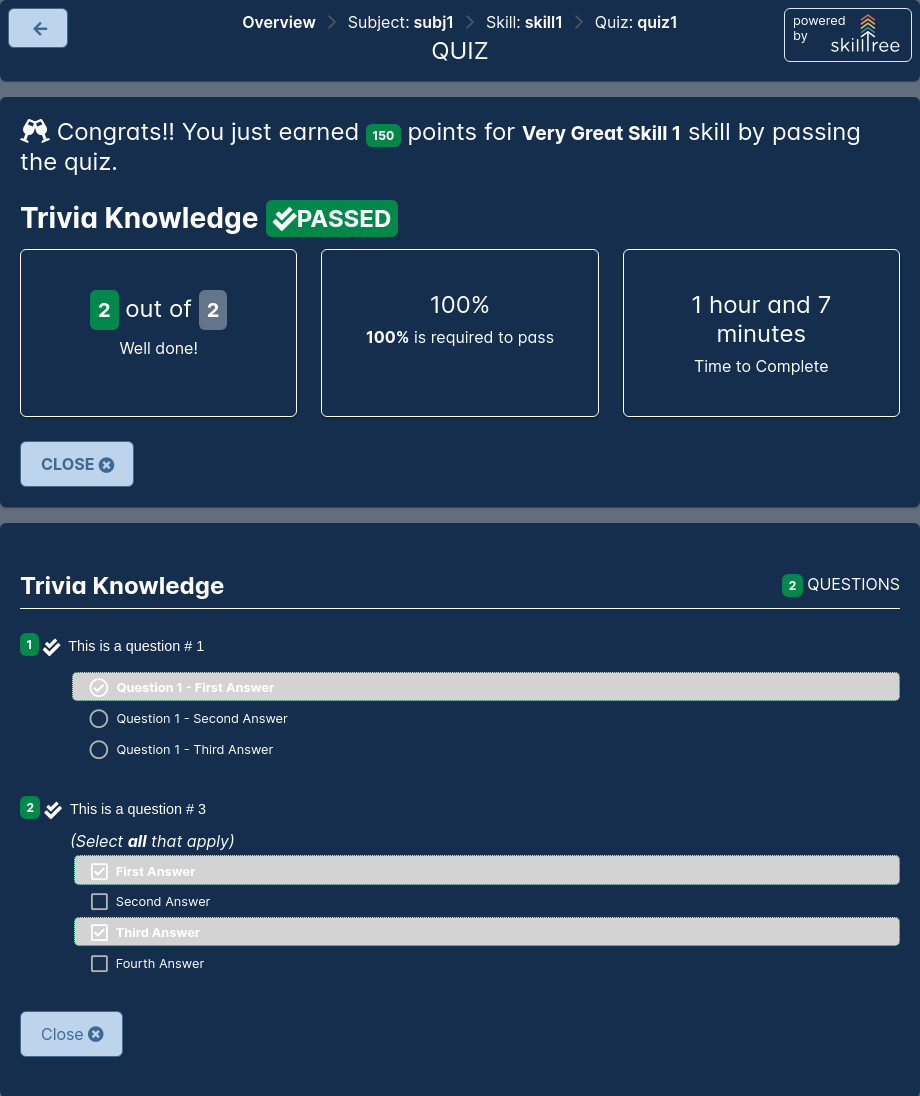 Overview > Subject: subj1 > Skill: skill1 > Quiz: quiz1
QUIZ
powered
by
skilltree
Congrats!! You just earned 150 points for Very Great Skill 1 skill by passing
the quiz.
Trivia Knowledge PASSED
2 out of 2
Well done!
100%
100% is required to pass
1 hour and 7
minutes
Time to Complete
CLOSE
Trivia Knowledge
2 QUESTIONS
1 This is a question # 1
Question 1 - First Answer
Question 1 - Second Answer
Question 1 - Third Answer
2 This is a question # 3
(Select all that apply)
First Answer
Second Answer
Third Answer
Fourth Answer
Close